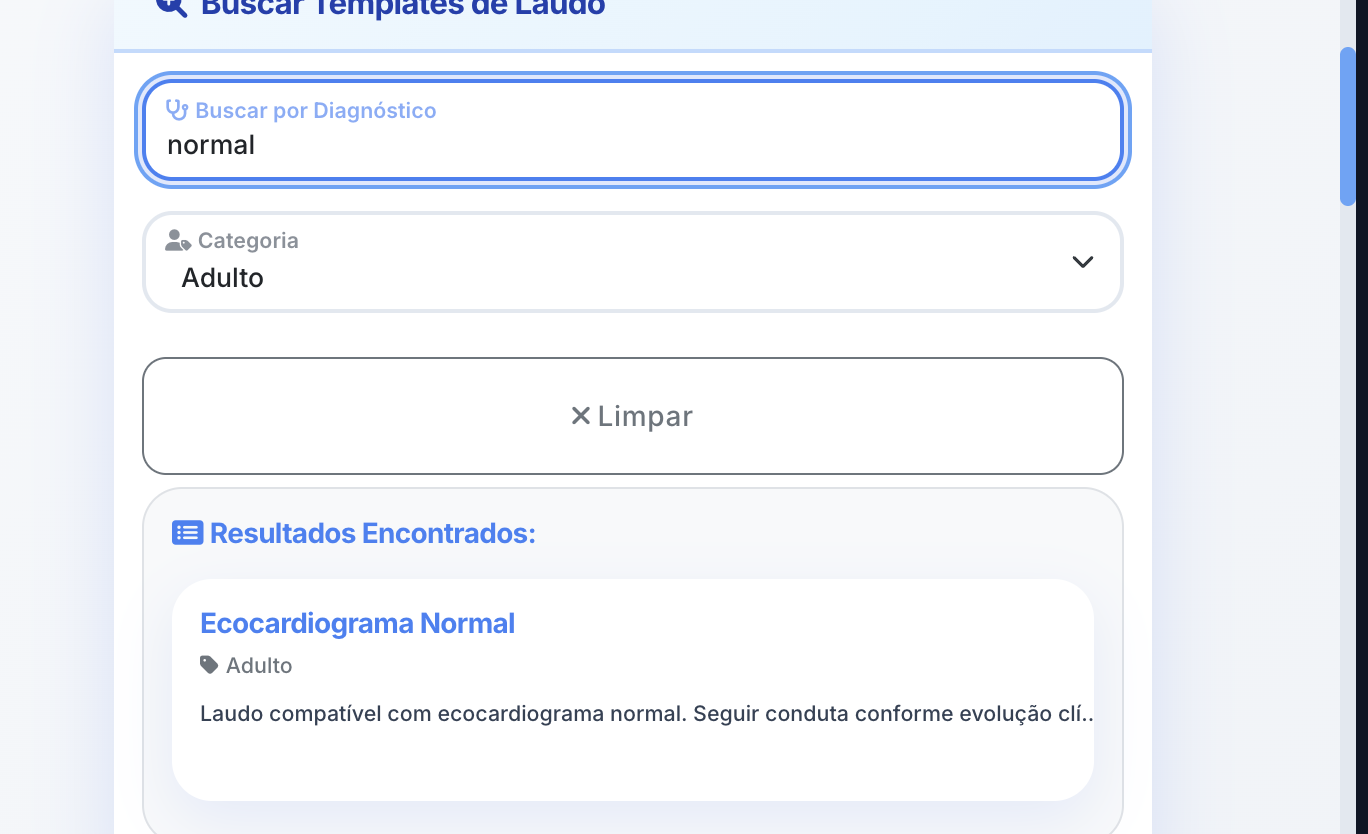 Buscar Templates de Laudo
Buscar por Diagnóstico
normal
Categoria
Adulto
Limpar
Resultados Encontrados:
Ecocardiograma Normal
Adulto
Laudo compatível com ecocardiograma normal. Seguir conduta conforme evolução clí..